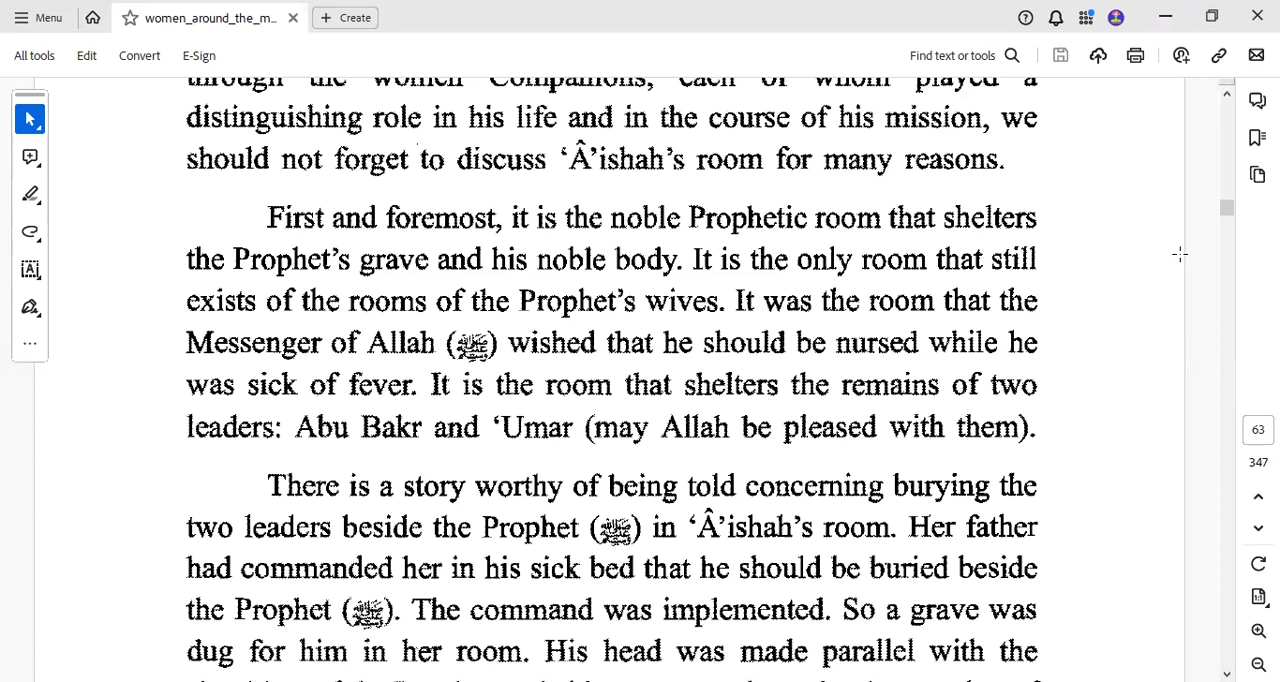 Menu
women_around_the_m...
Create
All tools
Edit
Convert
E-Sign
Find text or tools
through the women Companions, each of whom played a
distinguishing role in his life and in the course of his mission, we
should not forget to discuss ‘Â’ishah’s room for many reasons.
First and foremost, it is the noble Prophetic room that shelters
the Prophet’s grave and his noble body. It is the only room that still
exists of the rooms of the Prophet’s wives. It was the room that the
Messenger of Allah (ﷺ) wished that he should be nursed while he
was sick of fever. It is the room that shelters the remains of two
leaders: Abu Bakr and ‘Umar (may Allah be pleased with them).
There is a story worthy of being told concerning burying the
two leaders beside the Prophet (ﷺ) in ‘Â’ishah’s room. Her father
had commanded her in his sick bed that he should be buried beside
the Prophet (ﷺ). The command was implemented. So a grave was
dug for him in her room. His head was made parallel with the
63
347